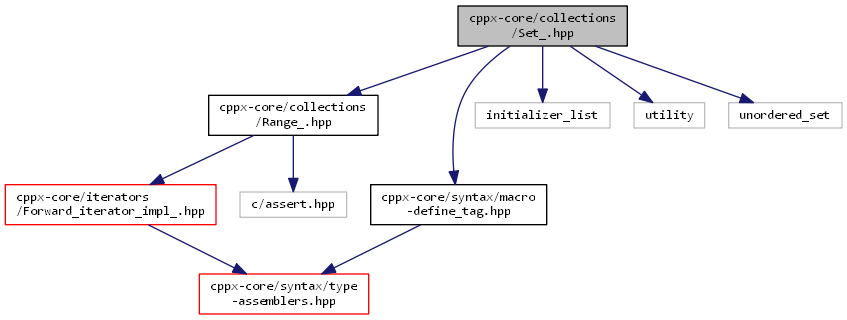 cppx-core/collections
/Set_.hpp
cppx-core/collections
/Range_.hpp
initializer_list
utility
unordered_set
cppx-core/iterators
/Forward_iterator_impl_.hpp
c/assert.hpp
cppx-core/syntax/macro
-define_tag.hpp
cppx-core/syntax/type
-assemblers.hpp